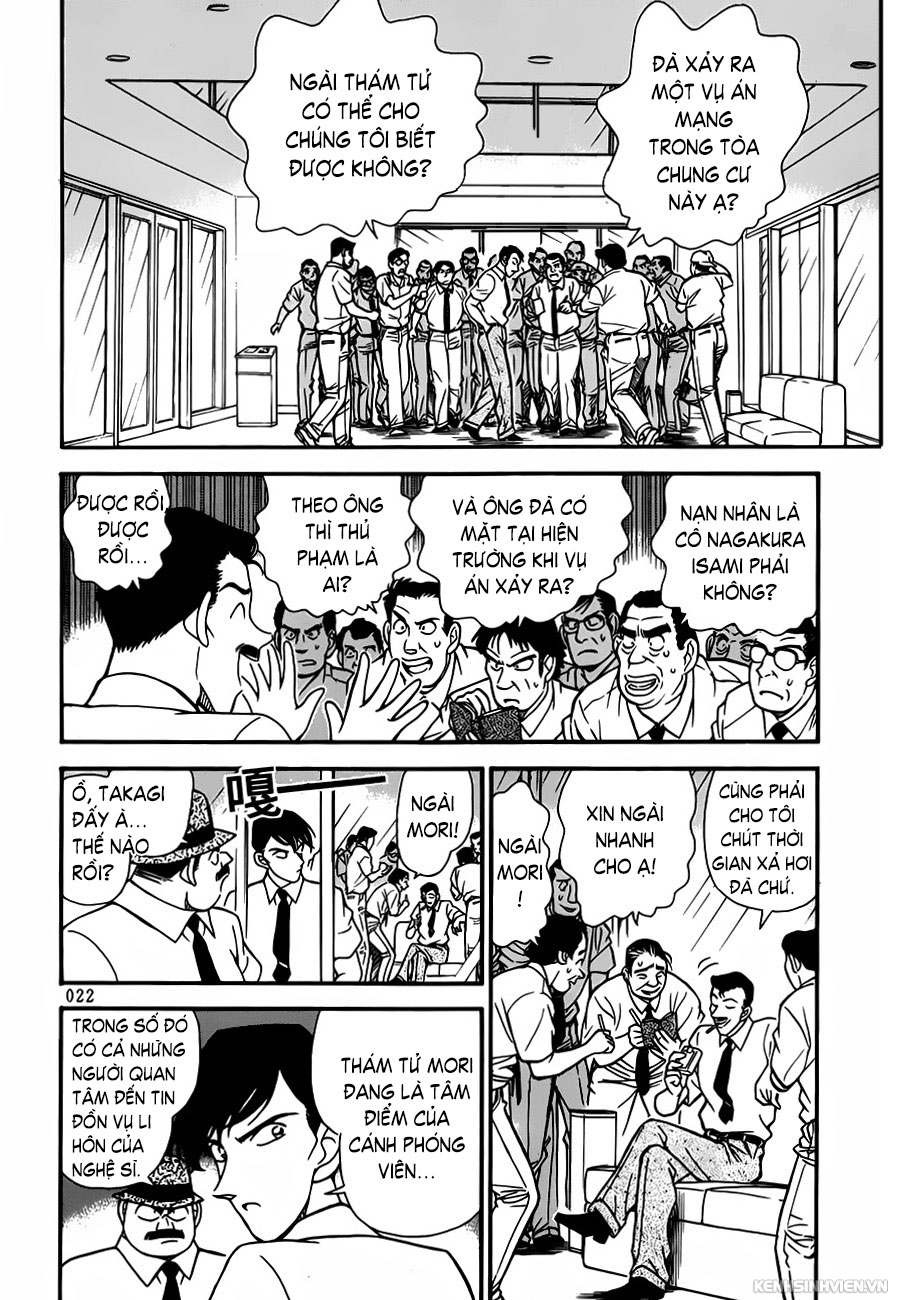 ĐÃ XẢY RA
MỘT VỤ ÁN
MẠNG
TRONG TÒA
CHUNG CƯ
NÀY Ạ?
NGÀI THÁM TỬ
CÓ THỂ CHO
CHÚNG TÔI BIẾT
ĐƯỢC KHÔNG?
NẠN NHÂN LÀ
CÔ NAGAKURA
ISAMI PHẢI
KHÔNG?
VÀ ÔNG ĐÃ CÓ
MẶT TẠI HIỆN
TRƯỜNG KHI VỤ
ÁN XẢY RA?
THEO ÔNG
THÌ THỦ
PHẠM LÀ
AI?
ĐƯỢC RỒI
ĐƯỢC
RỒI...
CŨNG PHẢI
CHO TÔI
CHÚT THỜI
GIAN XẢ HƠI
ĐÃ CHỨ.
XIN NGÀI
NHANH
CHO Ạ!
NGÀI
MORI
!
NGÀI
MORI!
嘎——
Ồ, TAKAGI
ĐẤY À...
THẾ NÀO
RỒI?
022
THÁM TỬ MORI
ĐANG LÀ TÂM
ĐIỂM CỦA
CÁNH PHÓNG
VIÊN...
TRONG SỐ ĐÓ
CÓ CẢ NHỮNG
NGƯỜI QUAN
TÂM ĐẾN TIN
ĐỒN VỤ LI
HÔN CỦA
NGHỆ SĨ.
KENHSINHVIEN.VN